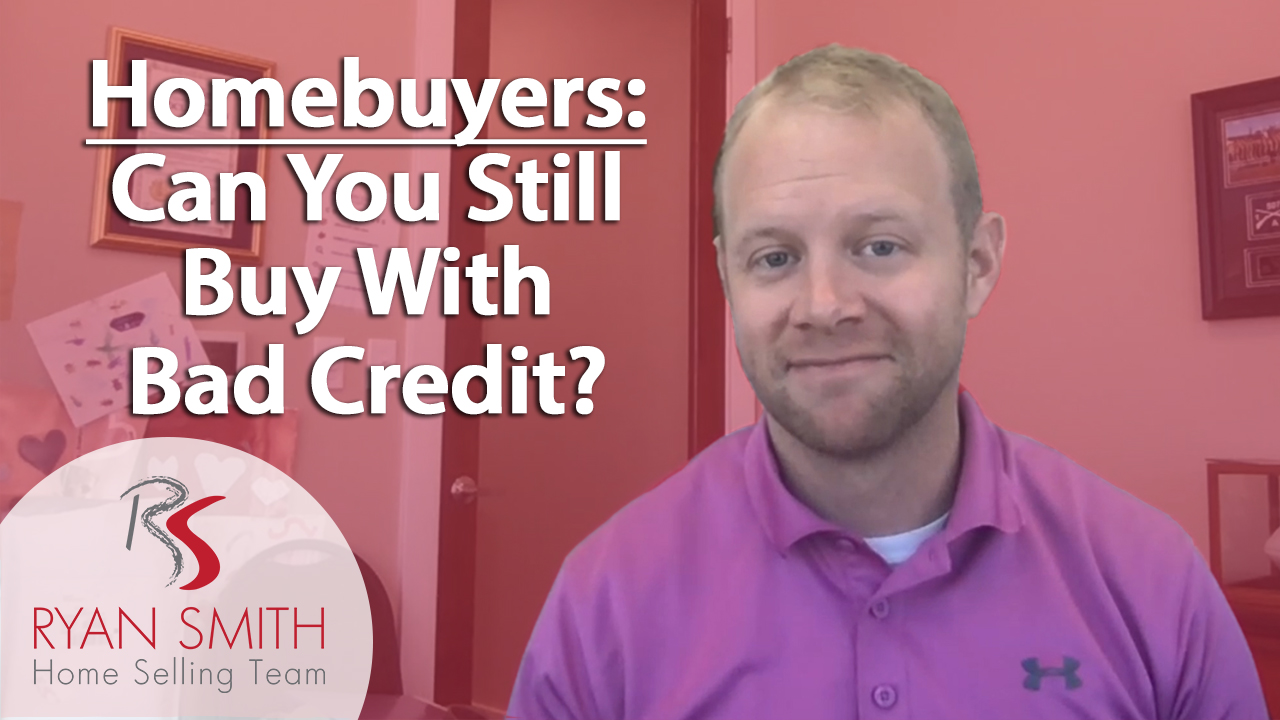 Homebuyers:
Can You Still
Buy With
Bad Credit?
RS
RYAN SMITH
Home Selling Team